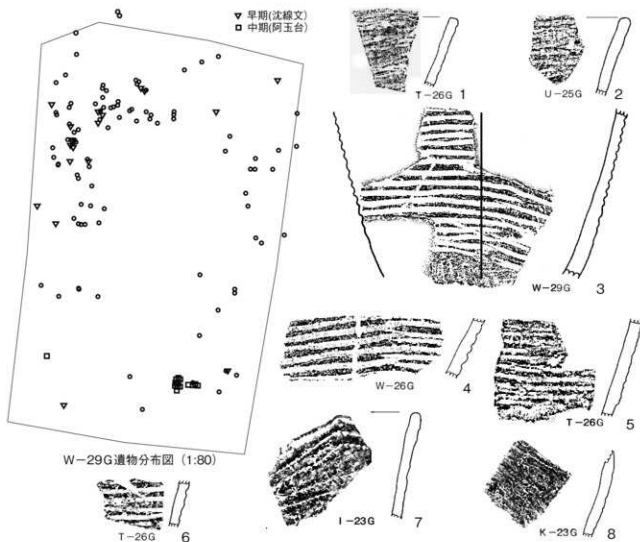 ▽ 早期(沈線文)
□ 中期(阿玉台)
W-29G遺物分布図 (1:80)
T-26G 1
U-25G 2
W-29G 3
W-26G 4
T-26G 5
T-26G 6
I-23G 7
K-23G 8